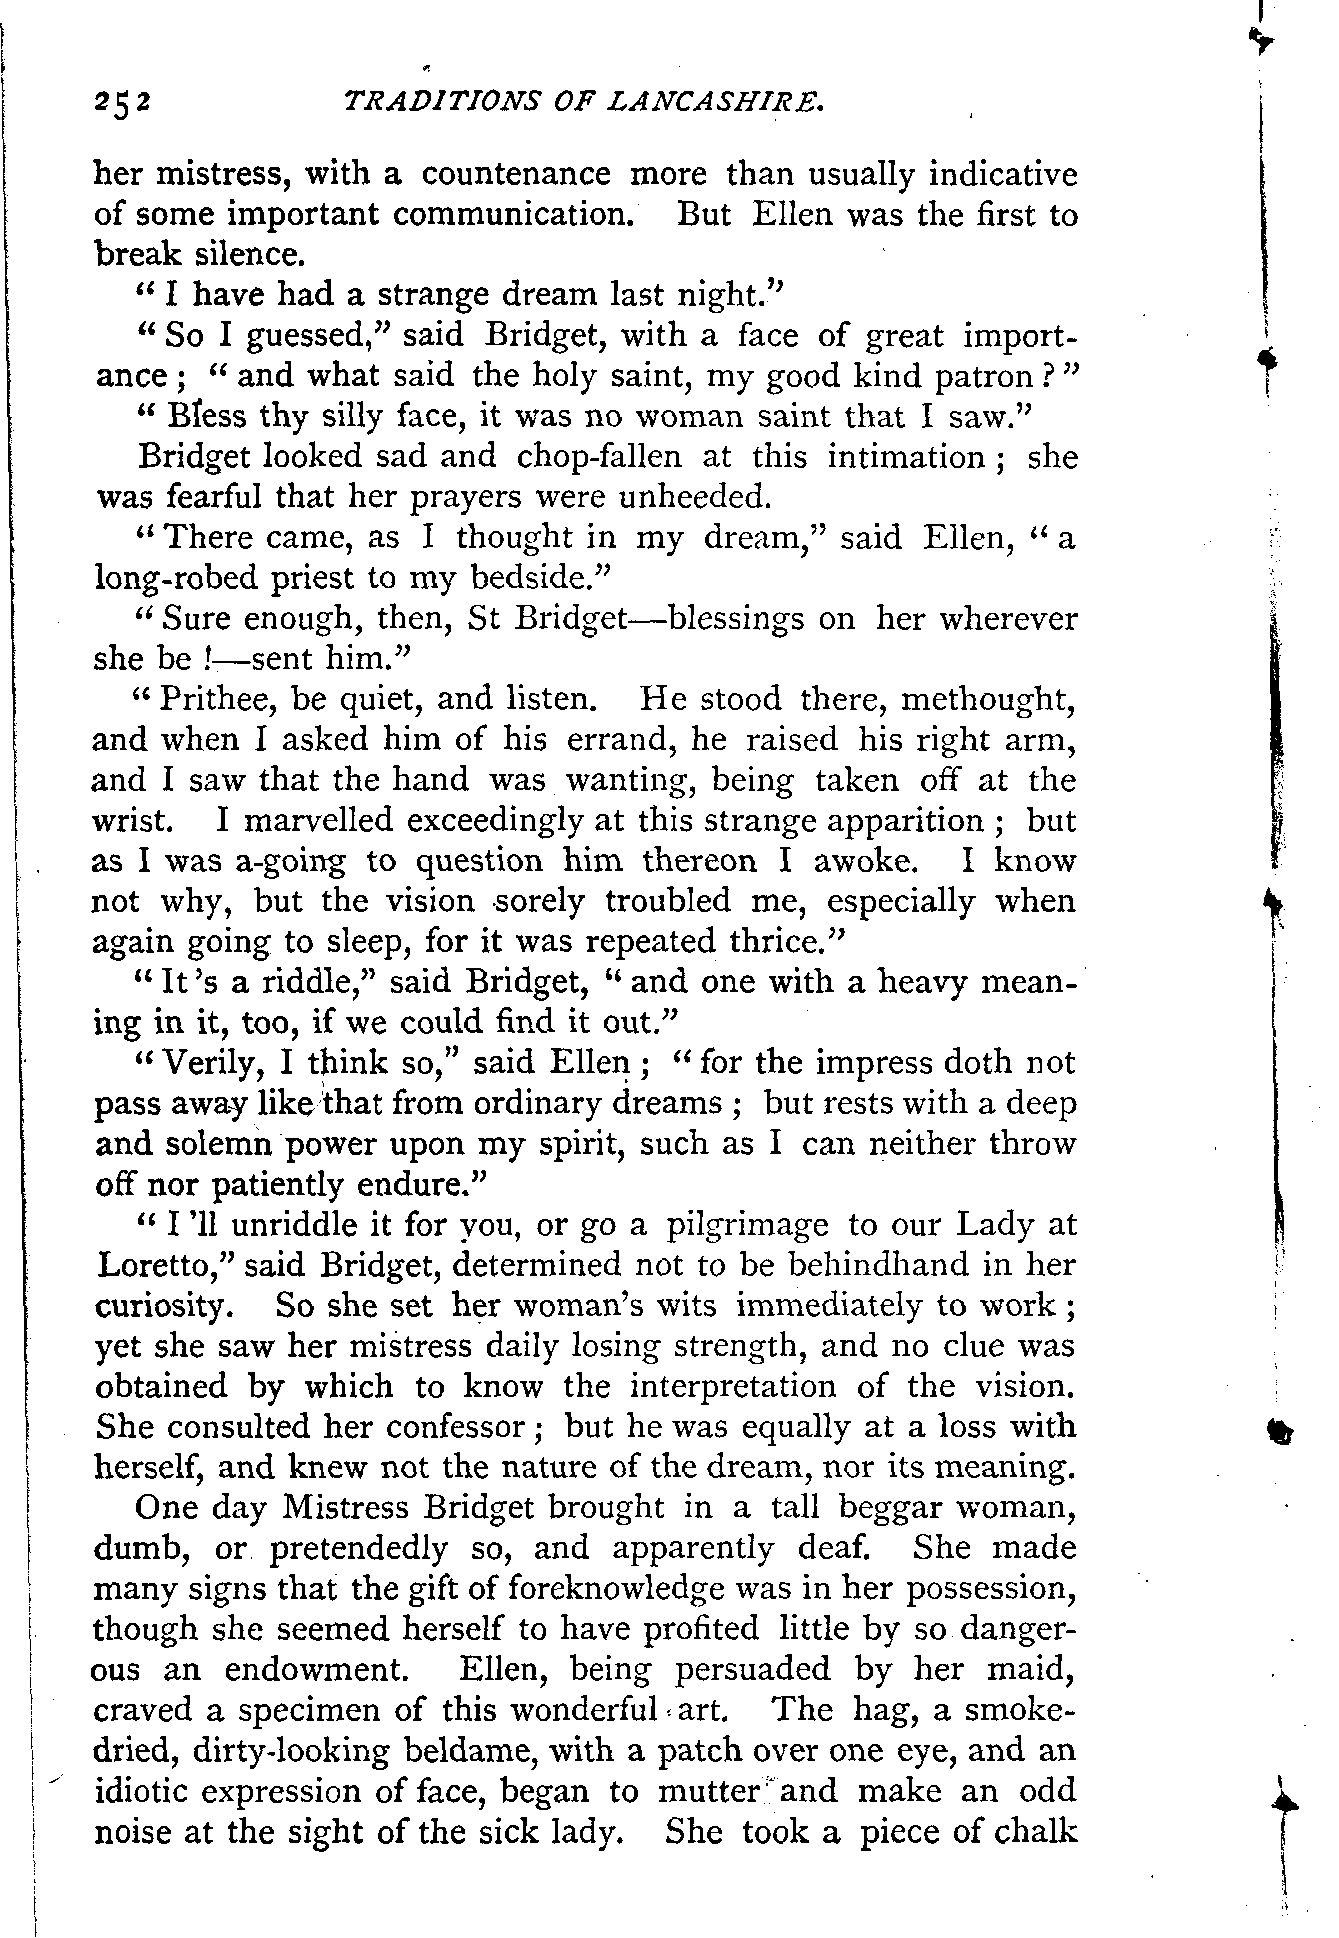 252 TRADITIONS OF LANCASHIRE.
her mistress, with a countenance more than usually indicative
of some important communication. But Ellen was the first to
break silence.
“ I have had a strange dream last night.”
“ So I guessed,” said Bridget, with a face of great import-
ance ; “ and what said the holy saint, my good kind patron ? ”
“ Bless thy silly face, it was no woman saint that I saw.”
Bridget looked sad and chop-fallen at this intimation ; she
was fearful that her prayers were unheeded.
“ There came, as I thought in my dream,” said Ellen, “ a
long-robed priest to my bedside.”
“ Sure enough, then, St Bridget—blessings on her wherever
she be !—sent him.”
“ Prithee, be quiet, and listen. He stood there, methought,
and when I asked him of his errand, he raised his right arm,
and I saw that the hand was wanting, being taken off at the
wrist. I marvelled exceedingly at this strange apparition ; but
as I was a-going to question him thereon I awoke. I know
not why, but the vision sorely troubled me, especially when
again going to sleep, for it was repeated thrice.”
“ It 's a riddle,” said Bridget, “ and one with a heavy mean-
ing in it, too, if we could find it out.”
“ Verily, I think so,” said Ellen ; “ for the impress doth not
pass away like that from ordinary dreams ; but rests with a deep
and solemn power upon my spirit, such as I can neither throw
off nor patiently endure.”
“ I 'll unriddle it for you, or go a pilgrimage to our Lady at
Loretto,” said Bridget, determined not to be behindhand in her
curiosity. So she set her woman's wits immediately to work ;
yet she saw her mistress daily losing strength, and no clue was
obtained by which to know the interpretation of the vision.
She consulted her confessor ; but he was equally at a loss with
herself, and knew not the nature of the dream, nor its meaning.
One day Mistress Bridget brought in a tall beggar woman,
dumb, or pretendedly so, and apparently deaf. She made
many signs that the gift of foreknowledge was in her possession,
though she seemed herself to have profited little by so danger-
ous an endowment. Ellen, being persuaded by her maid,
craved a specimen of this wonderful art. The hag, a smoke-
dried, dirty-looking beldame, with a patch over one eye, and an
idiotic expression of face, began to mutter and make an odd
noise at the sight of the sick lady. She took a piece of chalk